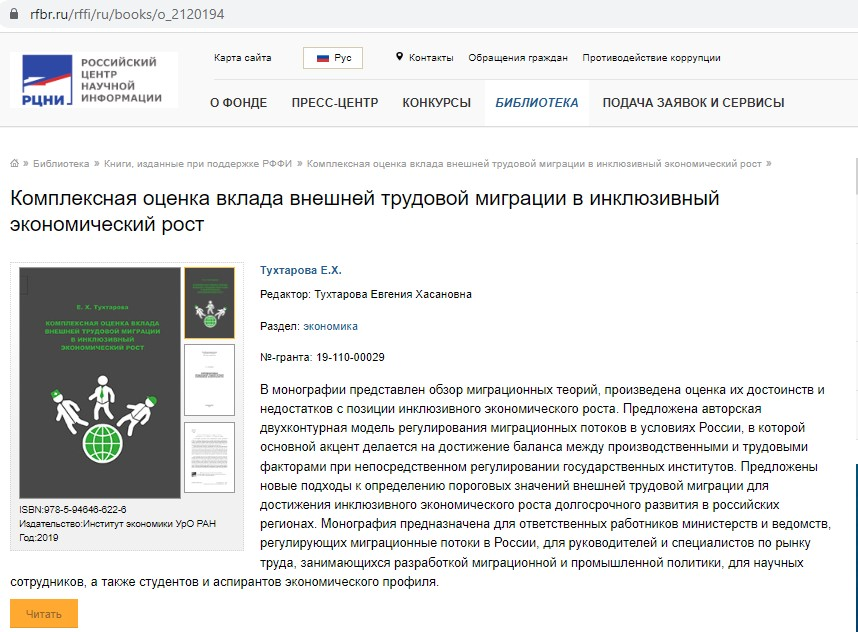 rfbr.ru/rffi/ru/books/o_2120194
РОССИЙСКИЙ
ЦЕНТР
НАУЧНОЙ
ИНФОРМАЦИИ
РЦНИ
Карта сайта
Рус
Контакты
Обращения граждан
Противодействие коррупции
О ФОНДЕ
ПРЕСС-ЦЕНТР
КОНКУРСЫ
БИБЛИОТЕКА
ПОДАЧА ЗАЯВОК И СЕРВИСЫ
» Библиотека » Книги, изданные при поддержке РФФИ » Комплексная оценка вклада внешней трудовой миграции в инклюзивный экономический рост »
Комплексная оценка вклада внешней трудовой миграции в инклюзивный
экономический рост
Е. Х. Тухтарова
КОМПЛЕКСНАЯ ОЦЕНКА ВКЛАДА
ВНЕШНЕЙ ТРУДОВОЙ МИГРАЦИИ
В ИНКЛЮЗИВНЫЙ
ЭКОНОМИЧЕСКИЙ РОСТ
ISBN:978-5-94646-622-6
Издательство:Институт экономики УрО РАН
Год:2019
Тухтарова Е.Х.
Редактор: Тухтарова Евгения Хасановна
Раздел: экономика
№-гранта: 19-110-00029
В монографии представлен обзор миграционных теорий, произведена оценка их достоинств и
недостатков с позиции инклюзивного экономического роста. Предложена авторская
двухконтурная модель регулирования миграционных потоков в условиях России, в которой
основной акцент делается на достижение баланса между производственными и трудовыми
факторами при непосредственном регулировании государственных институтов. Предложены
новые подходы к определению пороговых значений внешней трудовой миграции для
достижения инклюзивного экономического роста долгосрочного развития в российских
регионах. Монография предназначена для ответственных работников министерств и ведомств,
регулирующих миграционные потоки в России, для руководителей и специалистов по рынку
труда, занимающихся разработкой миграционной и промышленной политики, для научных
сотрудников, а также студентов и аспирантов экономического профиля.
Читать